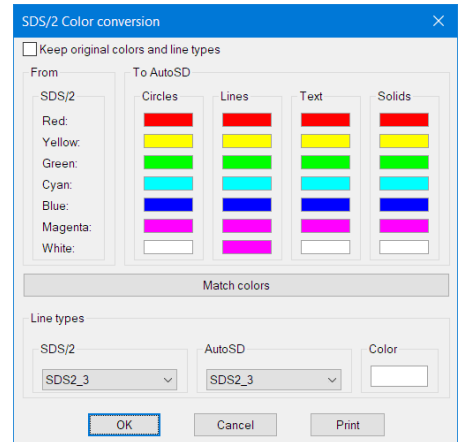 SDS/2 Color conversion
Keep original colors and line types
From To AutoSD
SDS/2 Circles Lines Text Solids
Red:
Yellow:
Green:
Cyan:
Blue:
Magenta:
White:
Match colors
Line types
SDS/2 AutoSD Color
SDS2_3 SDS2_3
OK Cancel Print